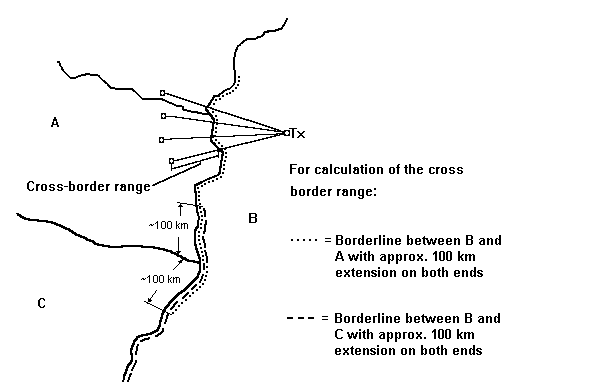 A
Tx
Cross-border range
For calculation of the cross
border range:
B
~100 km
~100 km
C
= Borderline between B and
A with approx. 100 km
extension on both ends
= Borderline between B and
C with approx. 100 km
extension on both ends